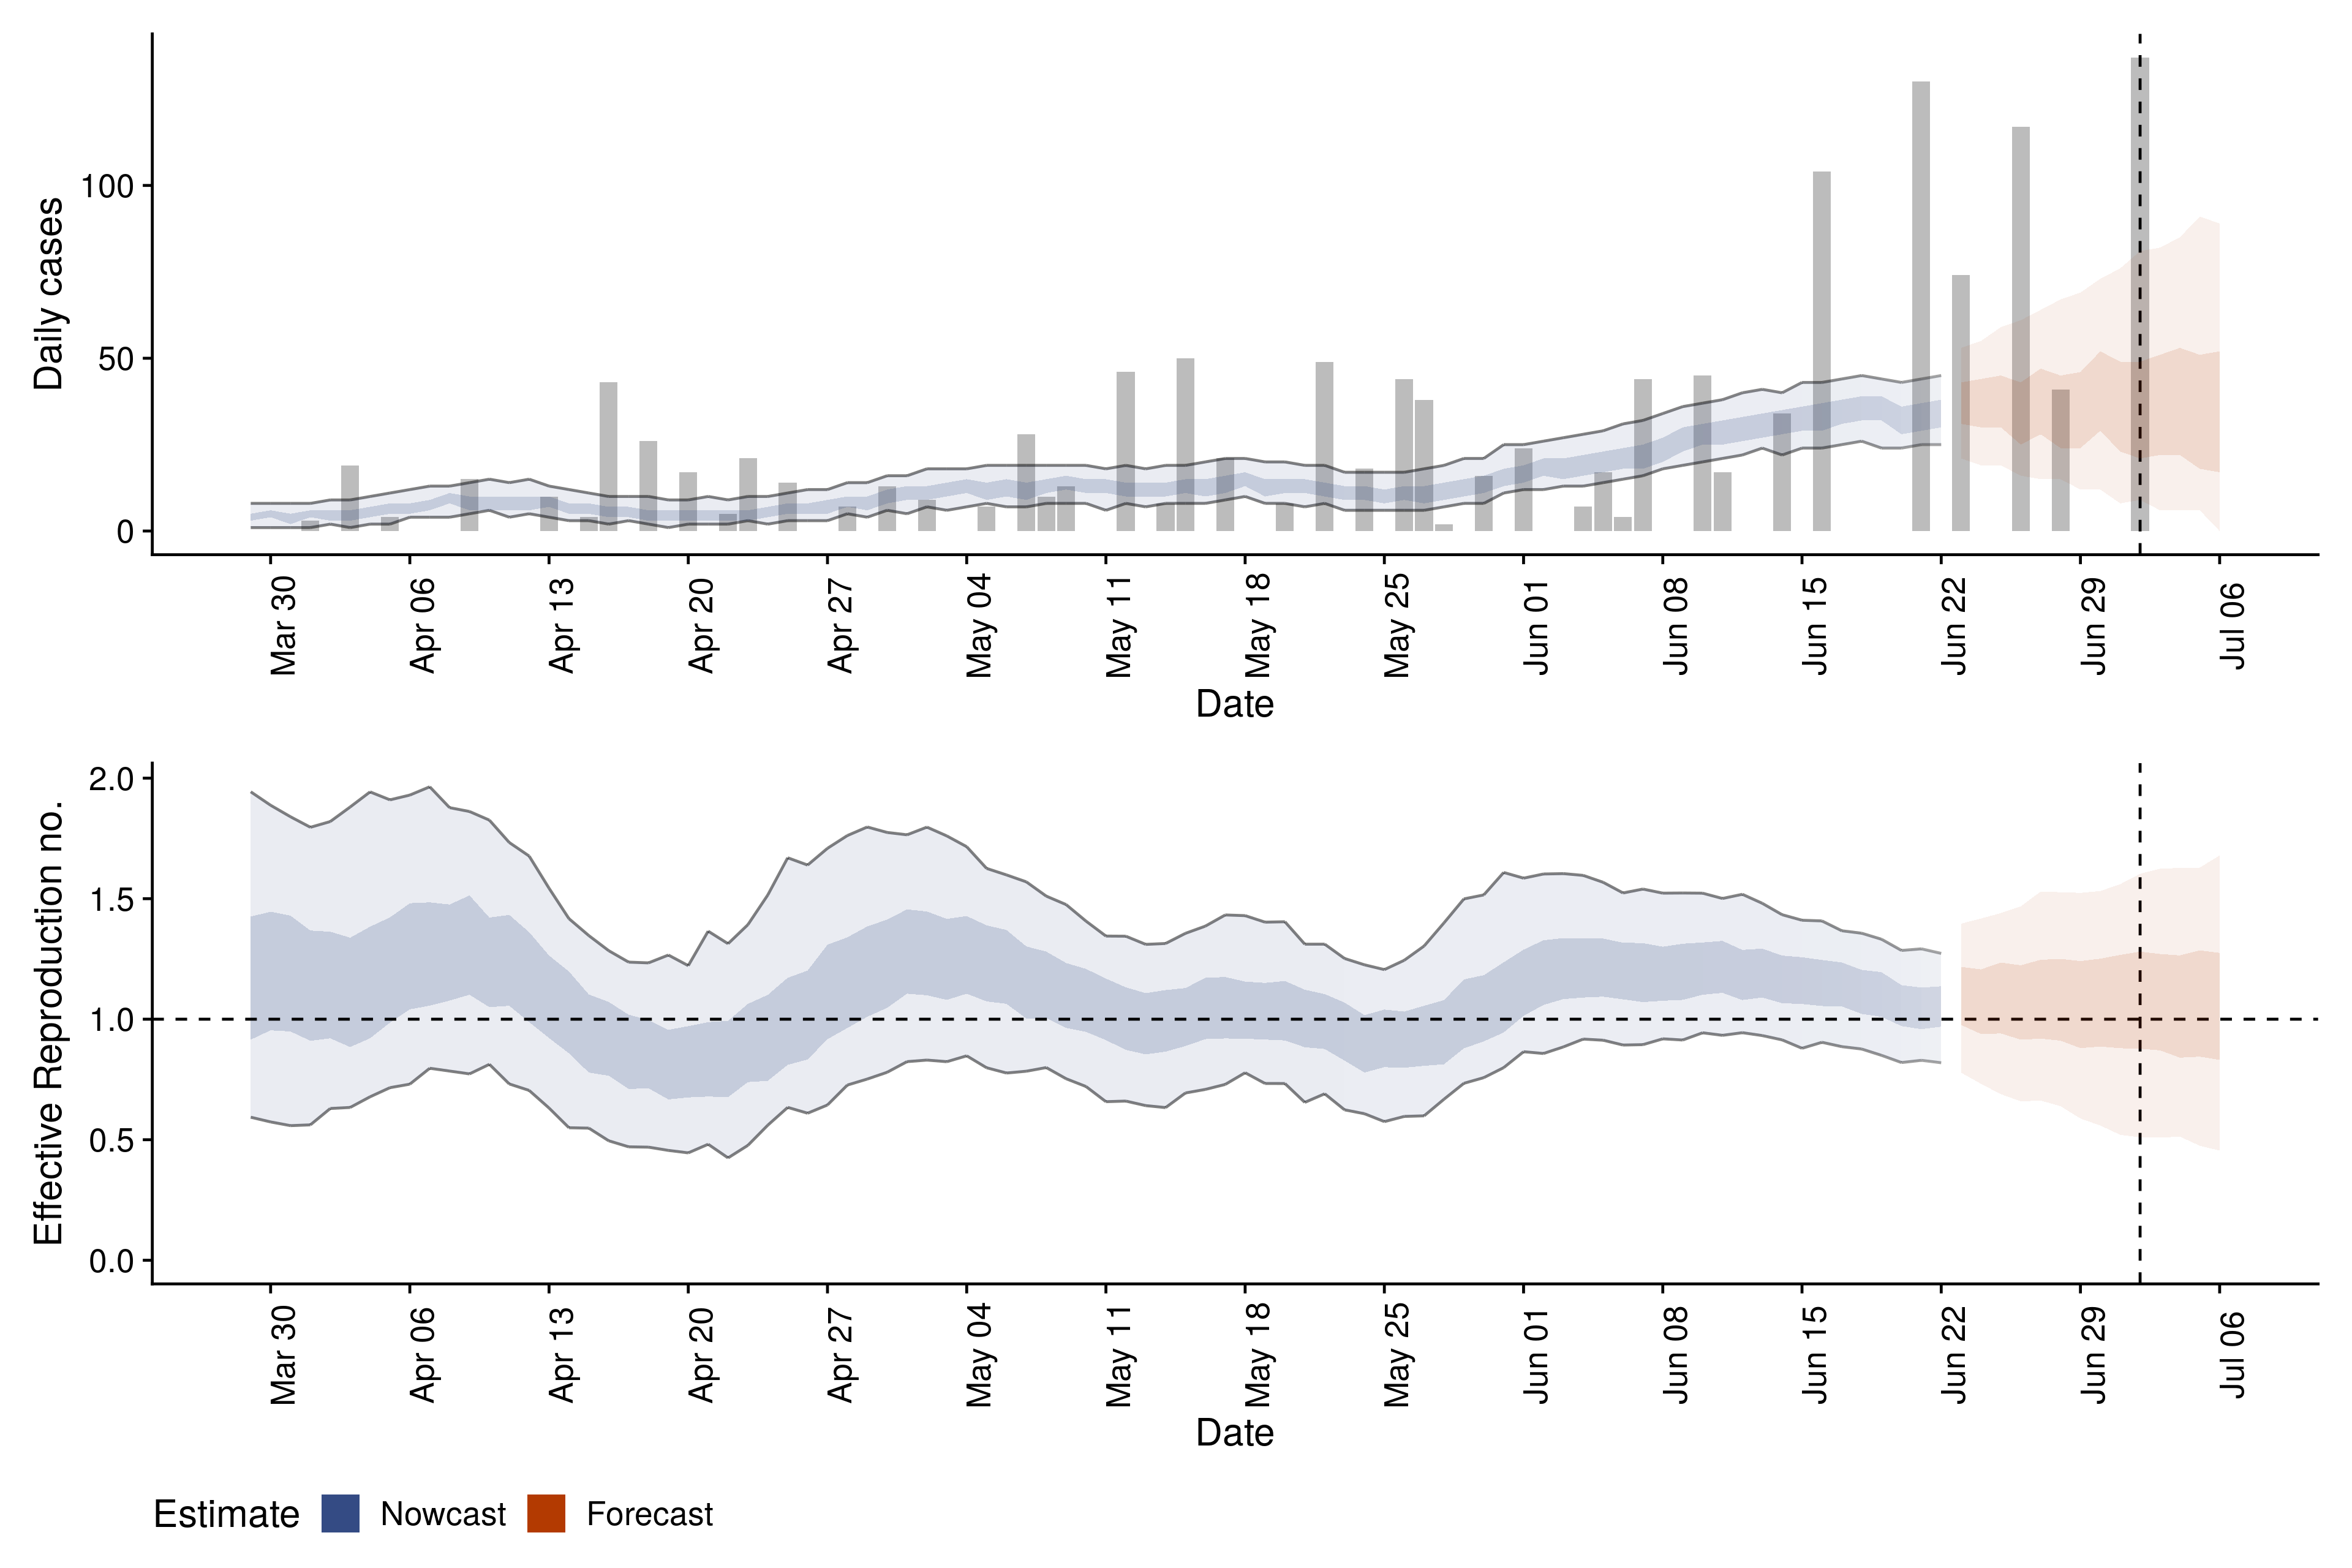 Daily cases
100
50
0
Mar 30
Apr 06
Apr 13
Apr 20
Apr 27
May 04
May 11
May 18
May 25
Jun 01
Jun 08
Jun 15
Jun 22
Jun 29
Jul 06
Date
Effective Reproduction no.
2.0
1.5
1.0
0.5
0.0
Mar 30
Apr 06
Apr 13
Apr 20
Apr 27
May 04
May 11
May 18
May 25
Jun 01
Jun 08
Jun 15
Jun 22
Jun 29
Jul 06
Date
Estimate Nowcast Forecast